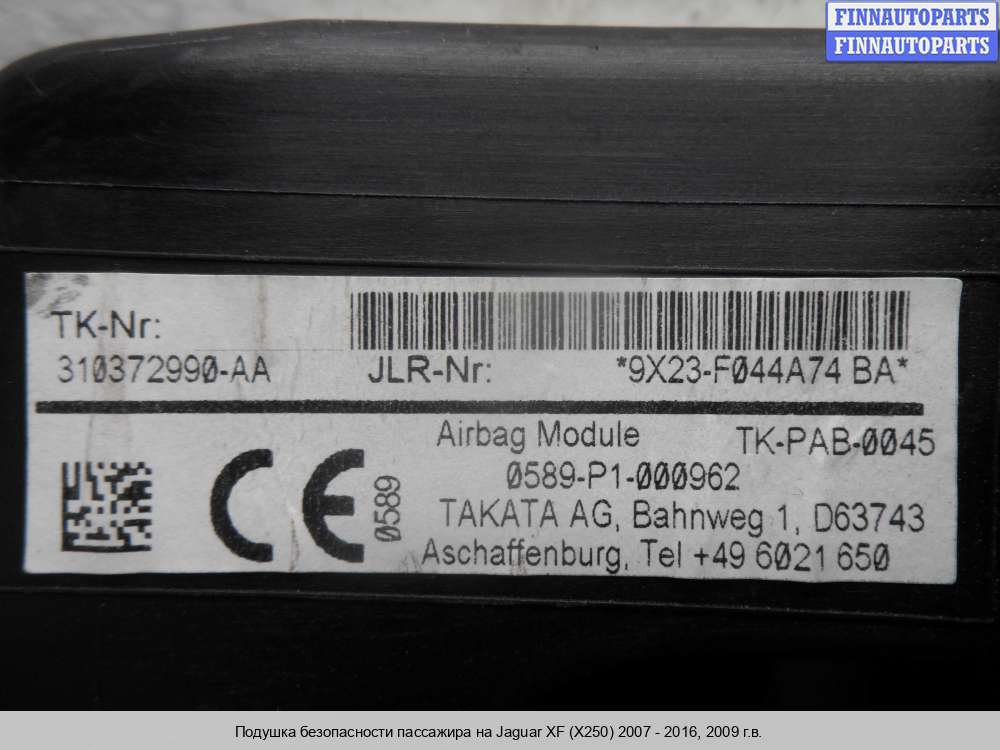 FINNAUTOPARTS
FINNAUTOPARTS
TK-Nr:
310372990-AA
JLR-Nr:
*9X23-F044A74 BA*
Airbag Module
TK-PAB-0045
CE
0589
0589-P1-000962
TAKATA AG, Bahnweg 1, D63743
Aschaffenburg, Tel +49 6021 650
Подушка безопасности пассажира на Jaguar XF (X250) 2007 - 2016, 2009 г.в.